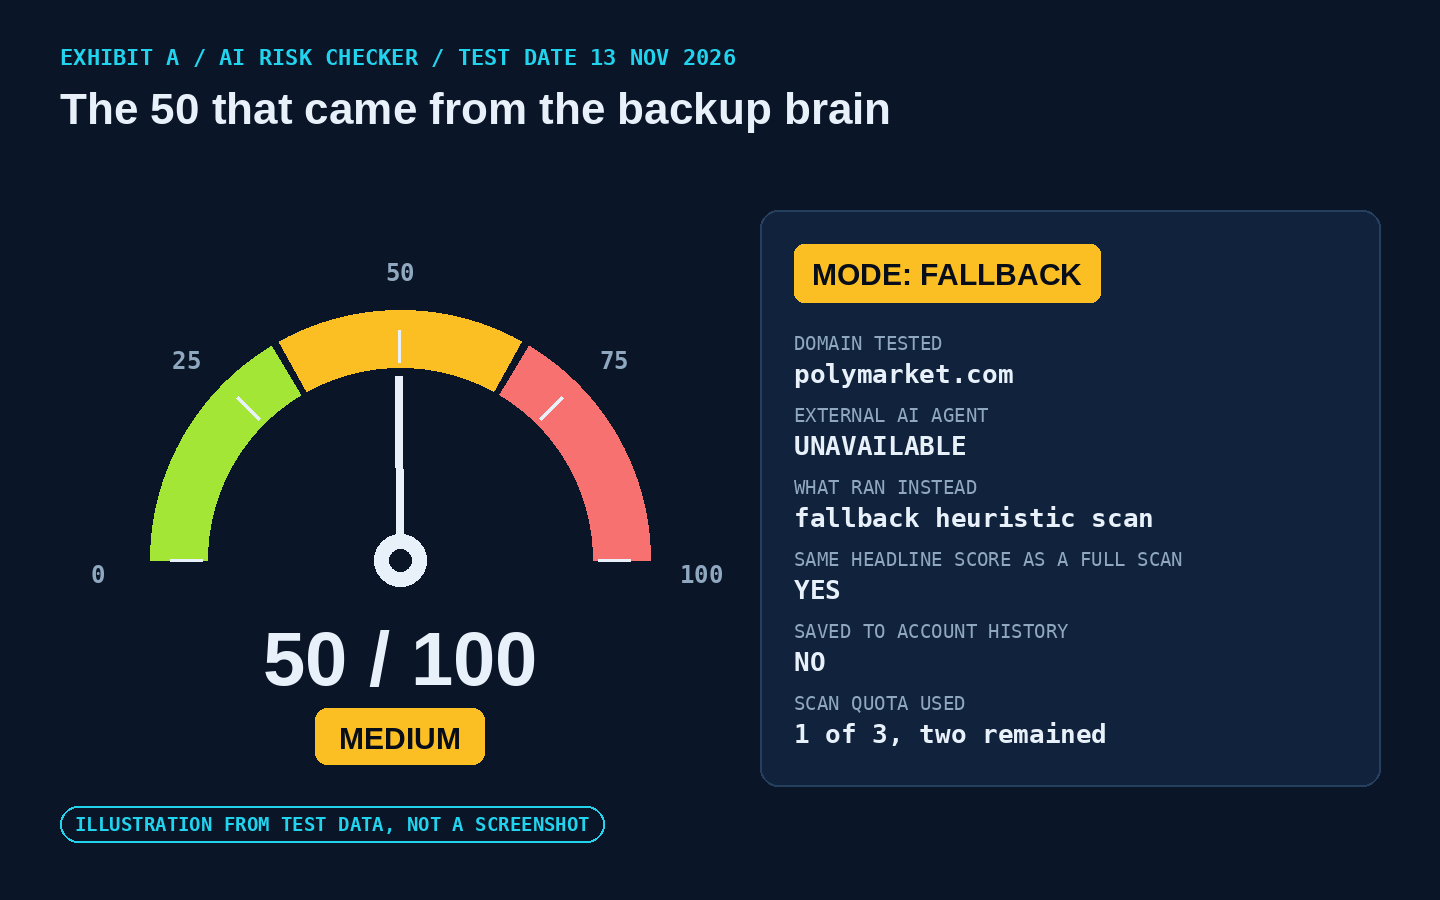 EXHIBIT A / AI RISK CHECKER / TEST DATE 13 NOV 2026
The 50 that came from the backup brain
50
25
75
0
100
50 / 100
MEDIUM
MODE: FALLBACK
DOMAIN TESTED
polymarket.com
EXTERNAL AI AGENT
UNAVAILABLE
WHAT RAN INSTEAD
fallback heuristic scan
SAME HEADLINE SCORE AS A FULL SCAN
YES
SAVED TO ACCOUNT HISTORY
NO
SCAN QUOTA USED
1 of 3, two remained
ILLUSTRATION FROM TEST DATA, NOT A SCREENSHOT